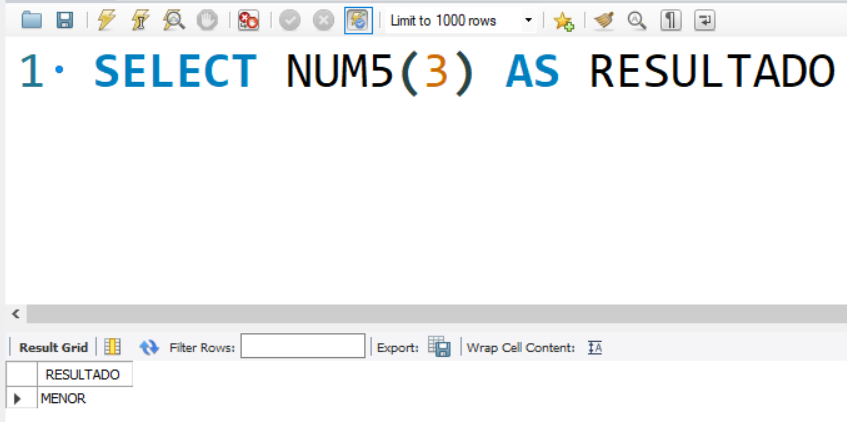 Limit to 1000 rows
1 SELECT NUM5(3) AS RESULTADO
Result Grid Filter Rows: Export: Wrap Cell Content:
RESULTADO
MENOR